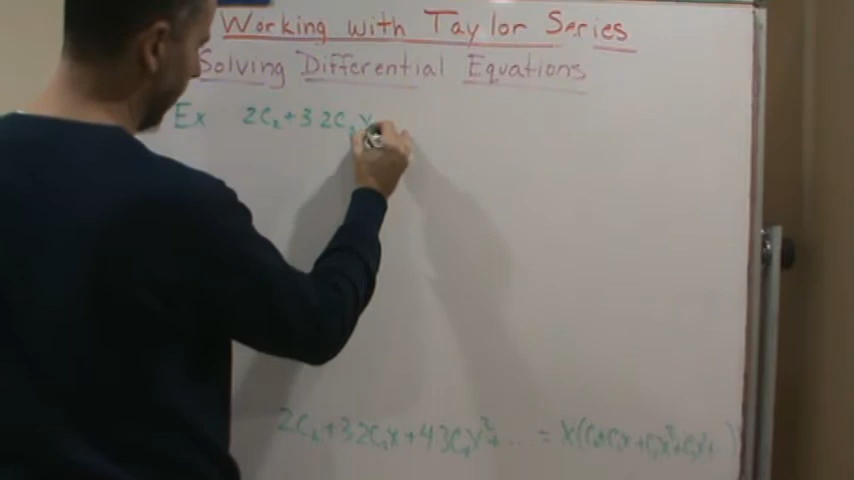 Working with Taylor Series
Solving Differential Equations
Ex 2C₂+3 2C₃x
2C₂+3 2C₃x+4 3C₄x²+... = x(C₀+C₁x+C₂x²+C₃x³+ )